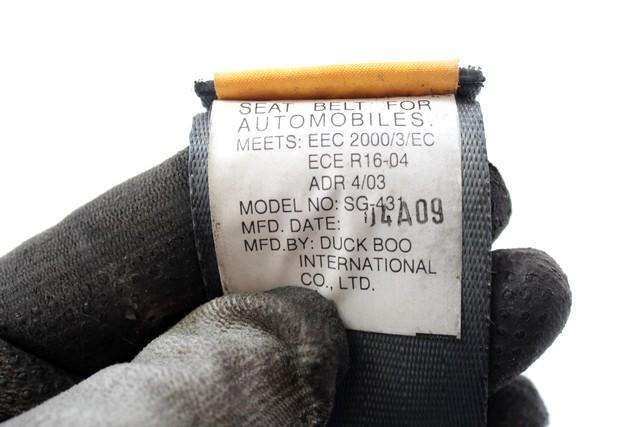 SEAT BELT FOR
AUTOMOBILES.
MEETS: EEC 2000/3/EC
ECE R16-04
ADR 4/03
MODEL NO: SG-431
MFD. DATE: 04A09
MFD.BY: DUCK BOO
INTERNATIONAL
CO., LTD.